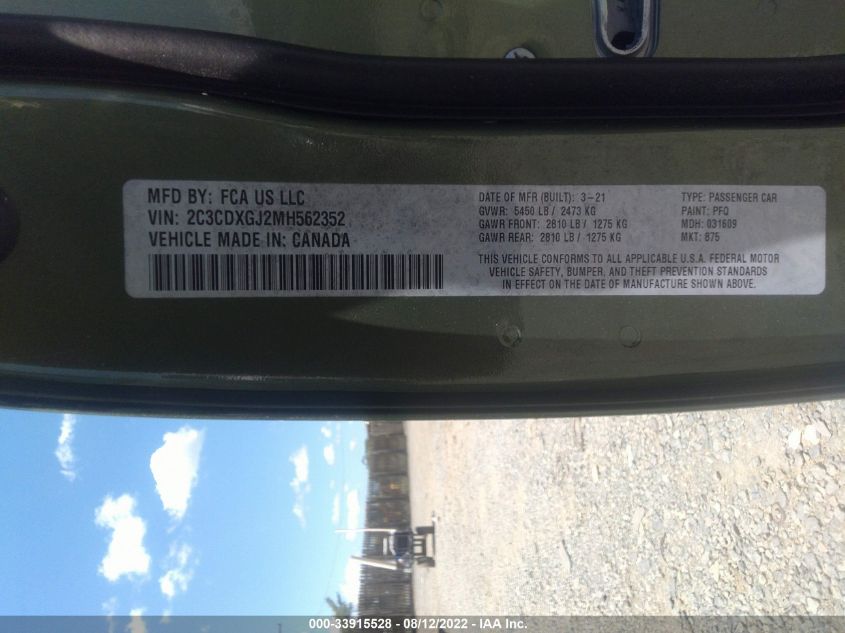 MFD BY: FCA US LLC
VIN: 2C3CDXGJ2MH562352
VEHICLE MADE IN: CANADA
DATE OF MFR (BUILT): 3-21
GVWR: 5450 LB / 2473 KG
GAWR FRONT: 2810 LB / 1275 KG
GAWR REAR: 2810 LB / 1275 KG
TYPE: PASSENGER CAR
PAINT: PFQ
MDH: 031609
MKT: 875
THIS VEHICLE CONFORMS TO ALL APPLICABLE U.S.A. FEDERAL MOTOR
VEHICLE SAFETY, BUMPER, AND THEFT PREVENTION STANDARDS
IN EFFECT ON THE DATE OF MANUFACTURE SHOWN ABOVE.
000-33915528 - 08/12/2022 - IAA Inc.